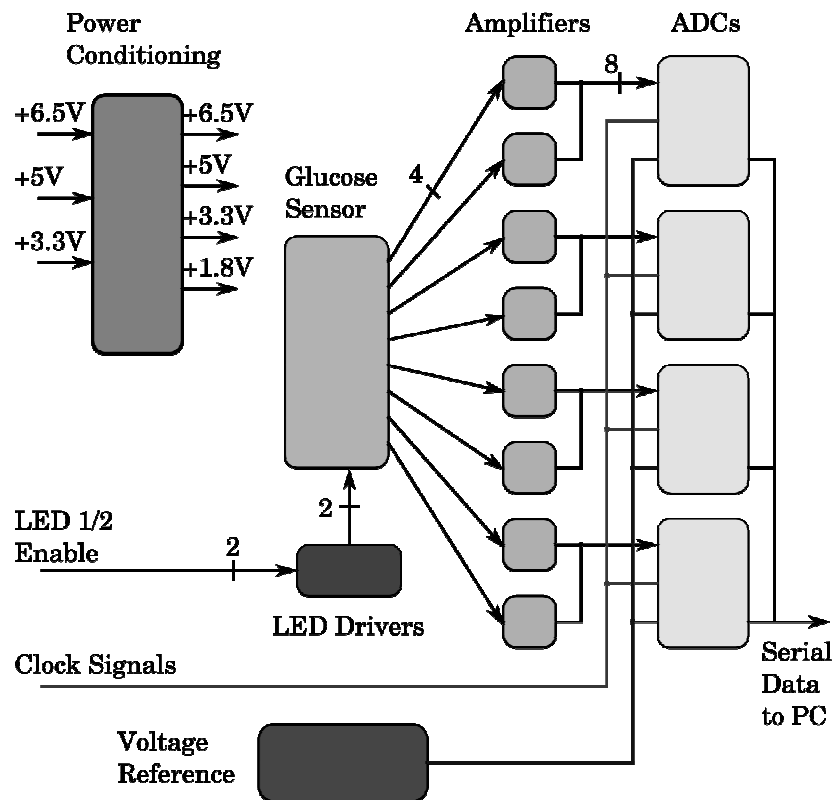 Power
Conditioning
Amplifiers
ADCs
+6.5V
+6.5V
+5V
+5V
+3.3V
+3.3V
+1.8V
8
4
Glucose
Sensor
2
LED 1/2
Enable
2
LED Drivers
Clock Signals
Serial
Data
to PC
Voltage
Reference